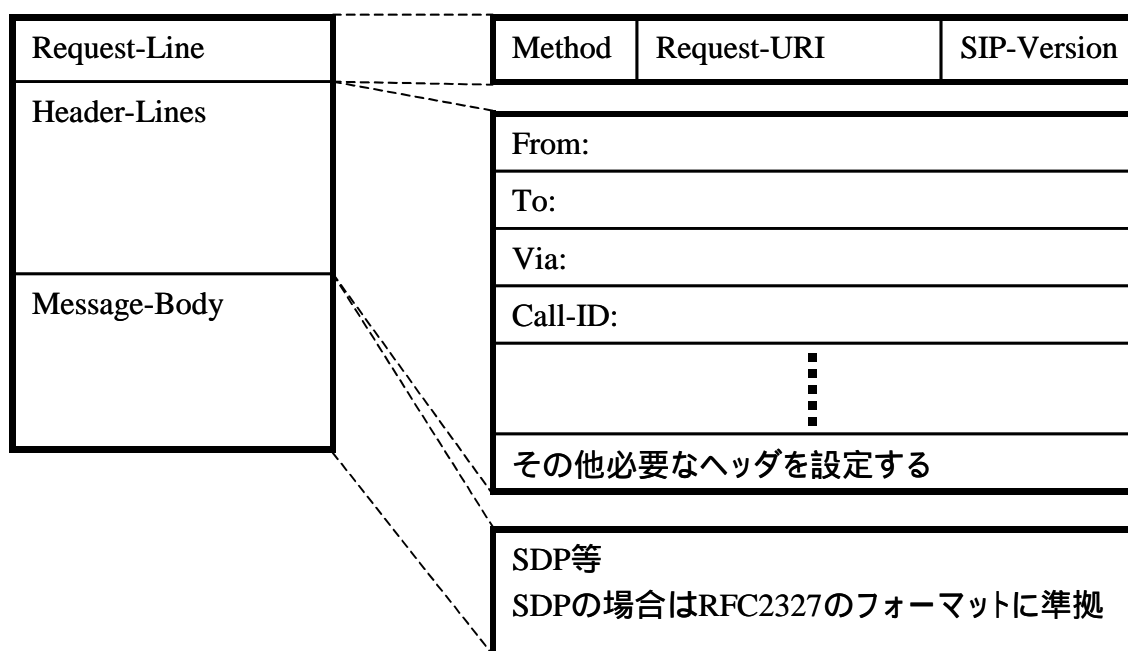 Request-Line
Header-Lines
Message-Body
Method
Request-URI
SIP-Version
From:
To:
Via:
Call-ID:
その他必要なヘッダを設定する
SDP等
SDPの場合はRFC2327のフォーマットに準拠